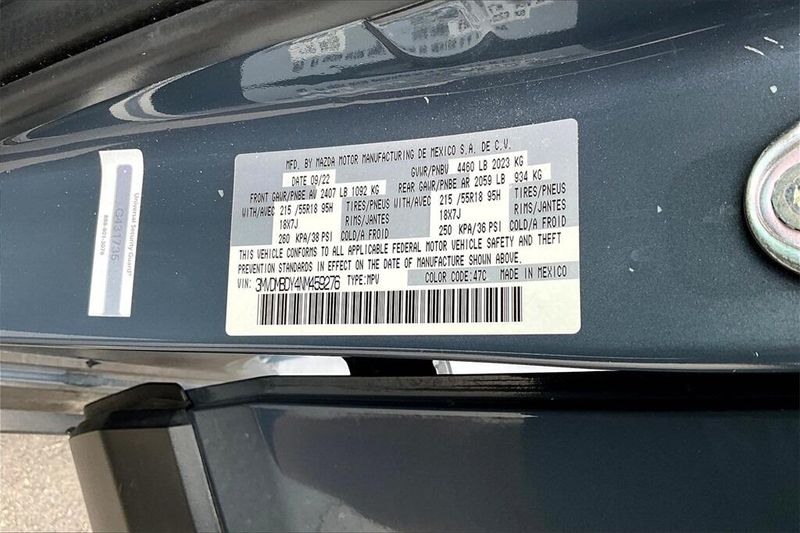 MFD. BY MAZDA MOTOR MANUFACTURING DE MEXICO S.A. DE C.V.
DATE 09/22 GVWR/PNBV 4460 LB 2023 KG
FRONT GAWR/PNBE AV 2407 LB 1092 KG REAR GAWR/PNBE AR 2059 LB 934 KG
WITH/AVEC 215 /55R18 95H TIRES/PNEUS WITH/AVEC 215 /55R18 95H TIRES/PNEUS
18X7J RIMS/JANTES 18X7J RIMS/JANTES
260 KPA/38 PSI COLD/A FROID 250 KPA/36 PSI COLD/A FROID
THIS VEHICLE CONFORMS TO ALL APPLICABLE FEDERAL MOTOR VEHICLE SAFETY AND THEFT
PREVENTION STANDARDS IN EFFECT ON THE DATE OF MANUFACTURE SHOWN ABOVE.
VIN: 3MVDMBDY4NM459276 TYPE:MPV COLOR CODE:47C MADE IN MEXICO
Universal Security Guard
G431735